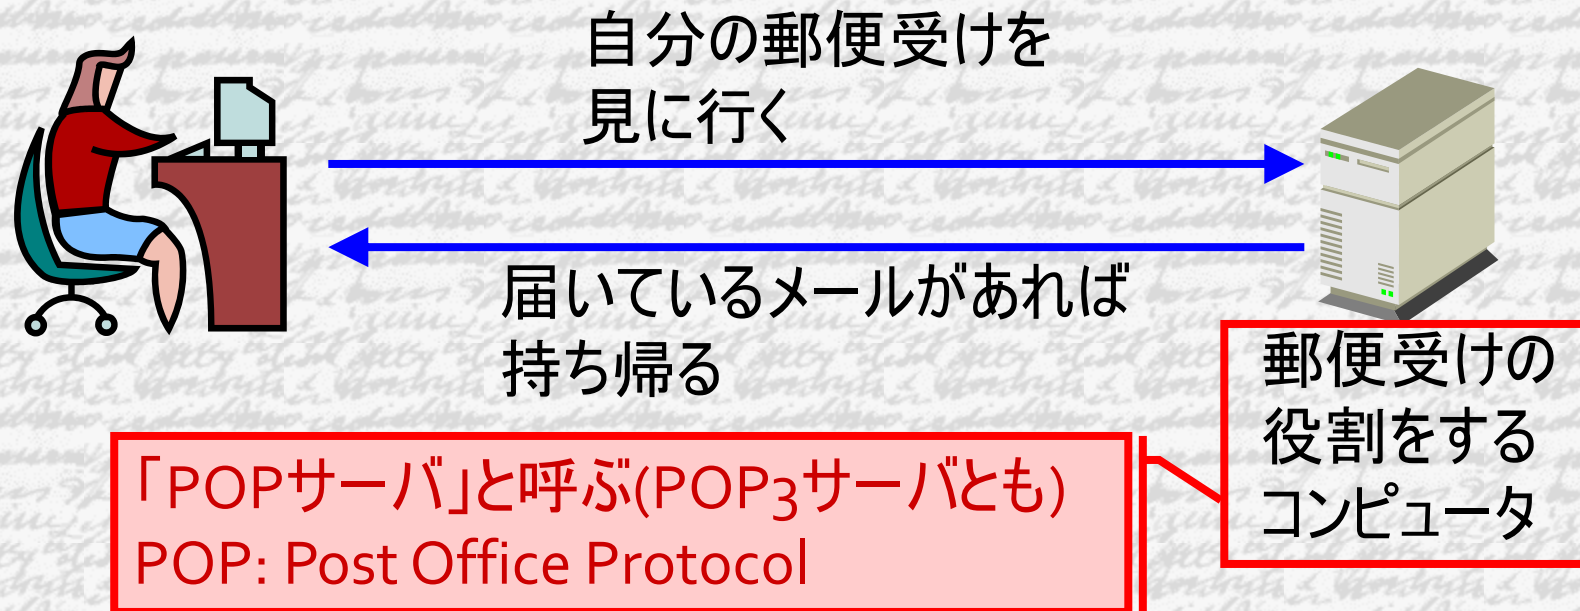 自分の郵便受けを
見に行く
届いているメールがあれば
持ち帰る
郵便受けの
役割をする
コンピュータ
「POPサーバ」と呼ぶ(POP3サーバとも)
POP: Post Office Protocol